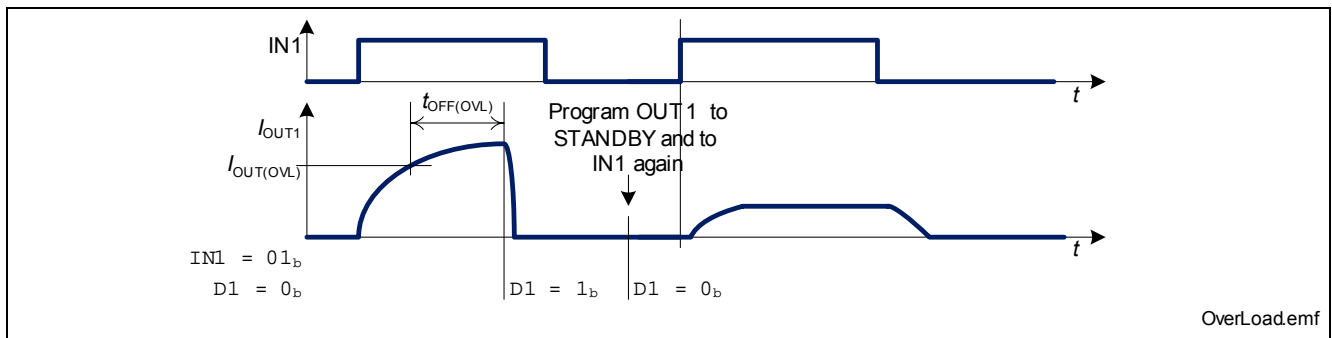 IN1
t
tOFF(OVL)
Program OUT1 to
STANDBY and to
IN1 again
IOUT1
IOUT(OVL)
t
IN1 = 01b
D1 = 0b
D1 = 1b
D1 = 0b
OverLoad.emf